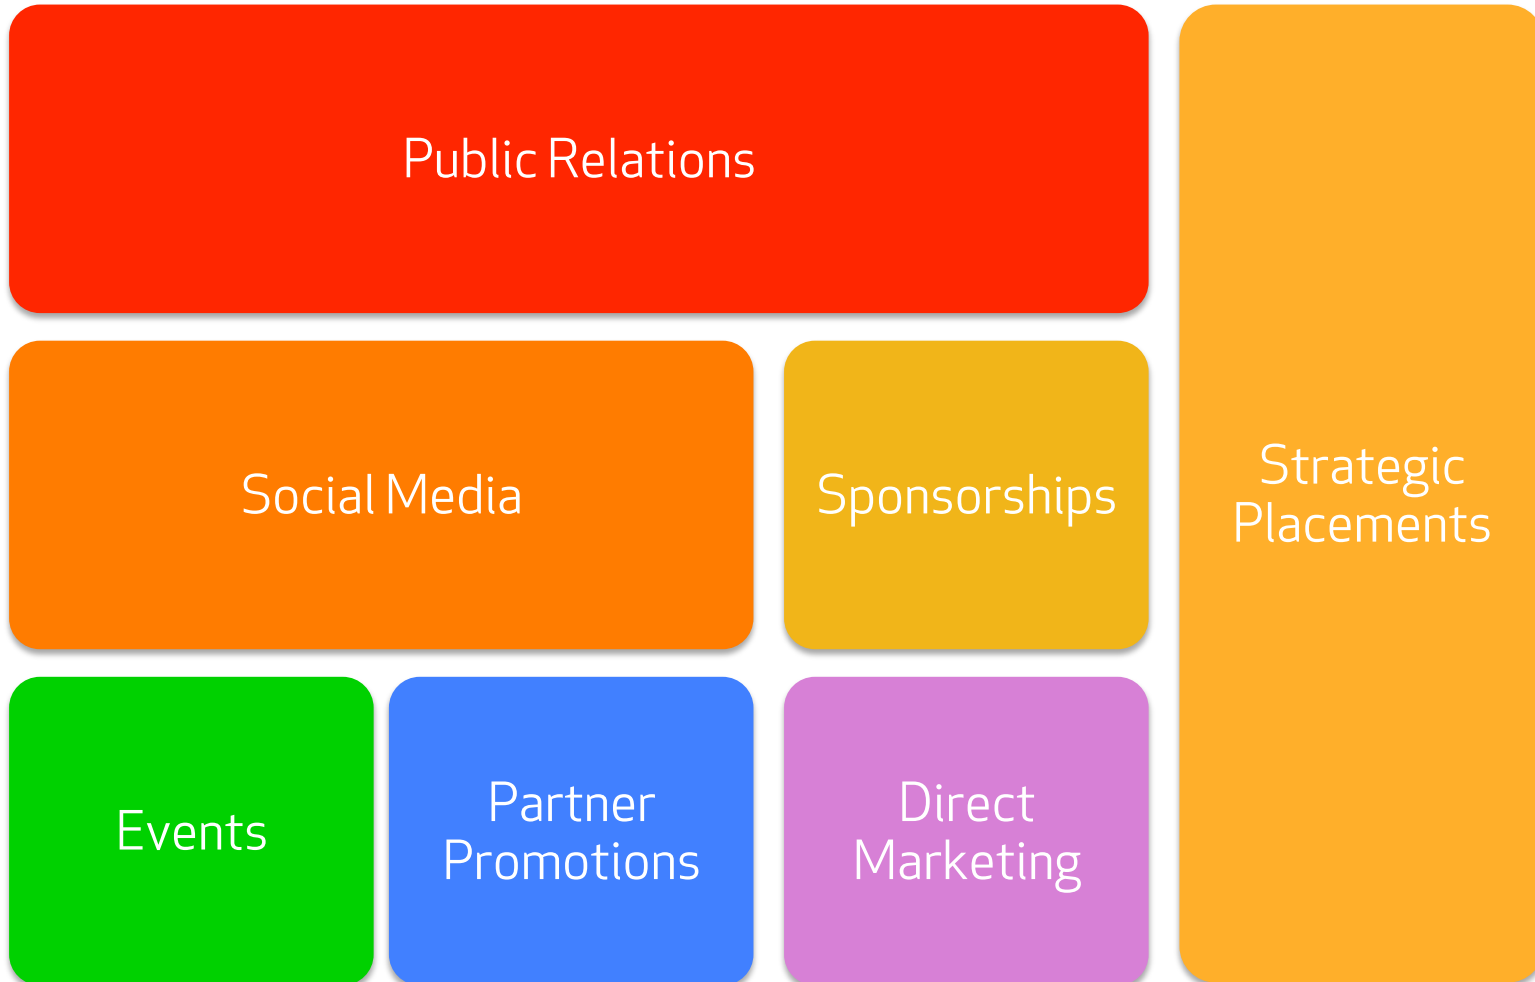 Public Relations
Social Media
Sponsorships
Strategic
Placements
Events
Partner
Promotions
Direct
Marketing